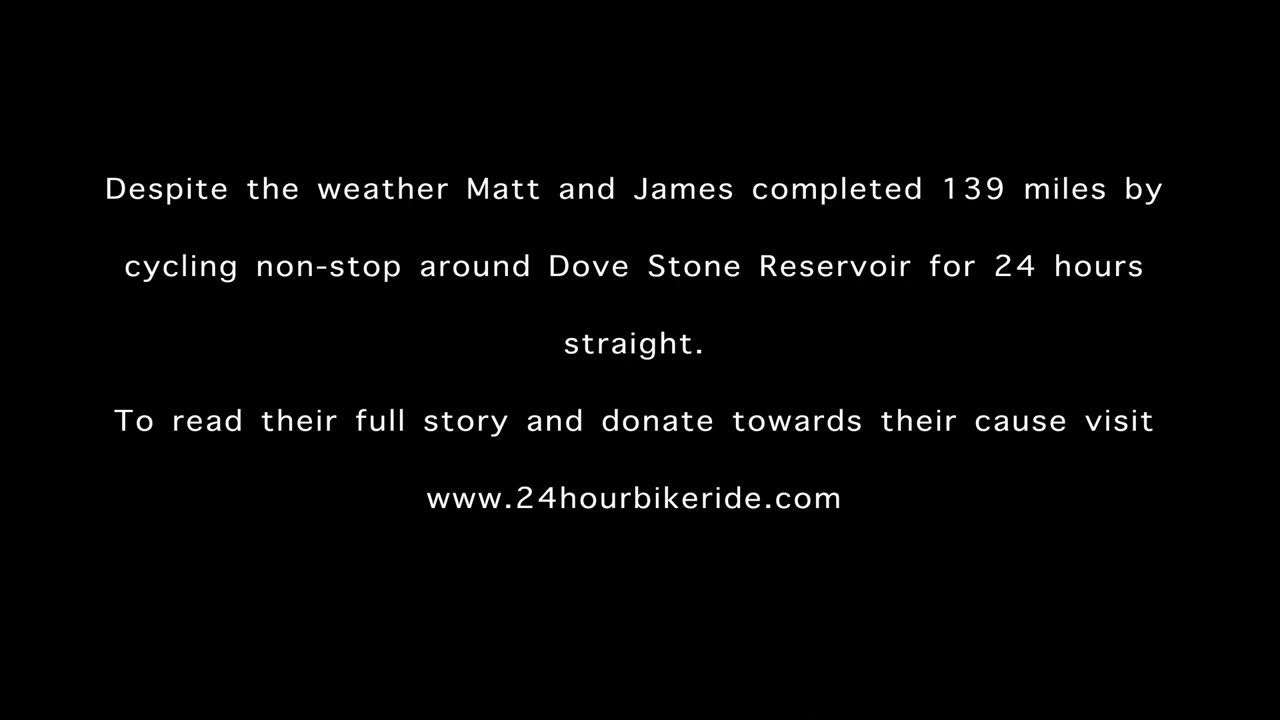 Despite the weather Matt and James completed 139 miles by
cycling non-stop around Dove Stone Reservoir for 24 hours
straight.
To read their full story and donate towards their cause visit
www.24hourbikeride.com